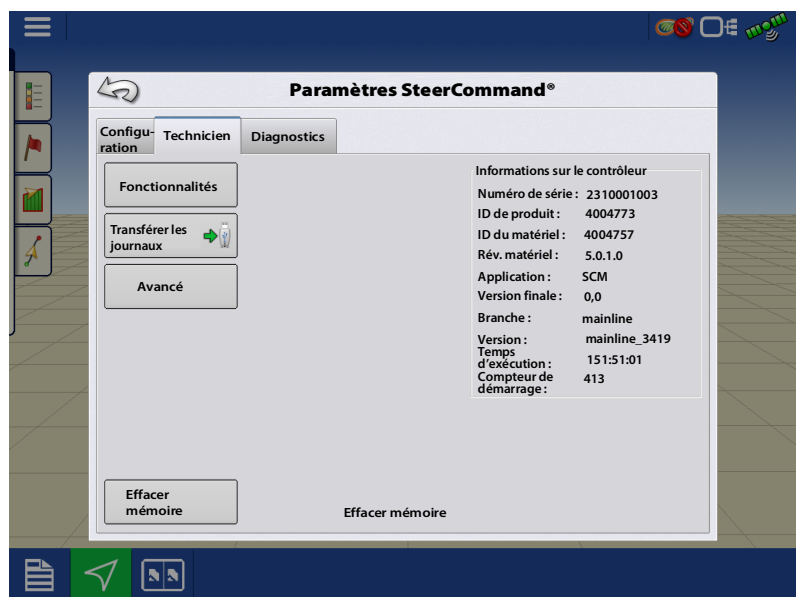 Paramètres SteerCommand®
Configu-
ration
Technicien
Diagnostics
Fonctionnalités
Transférer les
journaux
Avancé
Effacer
mémoire
Effacer mémoire
Informations sur le contrôleur
Numéro de série : 2310001003
ID de produit : 4004773
ID du matériel : 4004757
Rév. matériel : 5.0.1.0
Application : SCM
Version finale : 0,0
Branche : mainline
Version : mainline_3419
Temps
d'exécution : 151:51:01
Compteur de
démarrage : 413